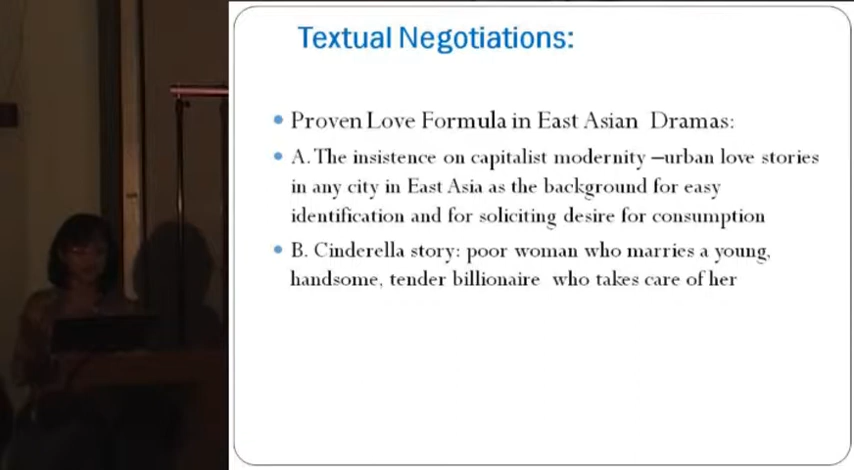 Textual Negotiations:
• Proven Love Formula in East Asian Dramas:
• A. The insistence on capitalist modernity –urban love stories
in any city in East Asia as the background for easy
identification and for soliciting desire for consumption
• B. Cinderella story: poor woman who marries a young,
handsome, tender billionaire who takes care of her